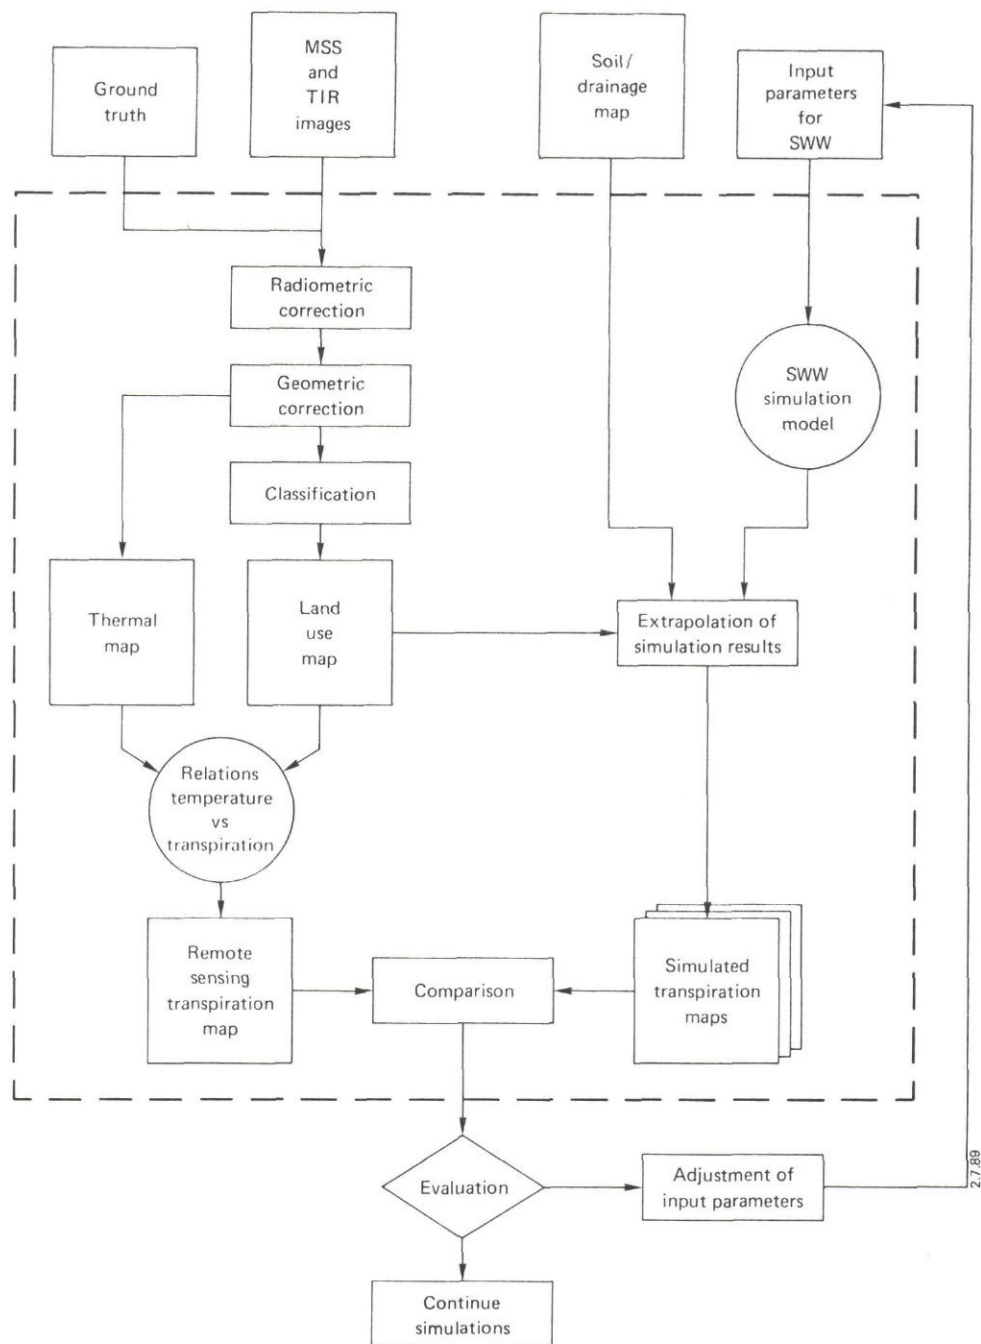 Ground
truth
MSS
and
TIR
images
Soil/
drainage
map
Input
parameters
for
SWW
Radiometric
correction
Geometric
correction
SWW
simulation
model
Classification
Thermal
map
Land
use
map
Extrapolation of
simulation results
Relations
temperature
vs
transpiration
Remote
sensing
transpiration
map
Comparison
Simulated
transpiration
maps
Evaluation
Adjustment of
input parameters
2.7.89
Continue
simulations